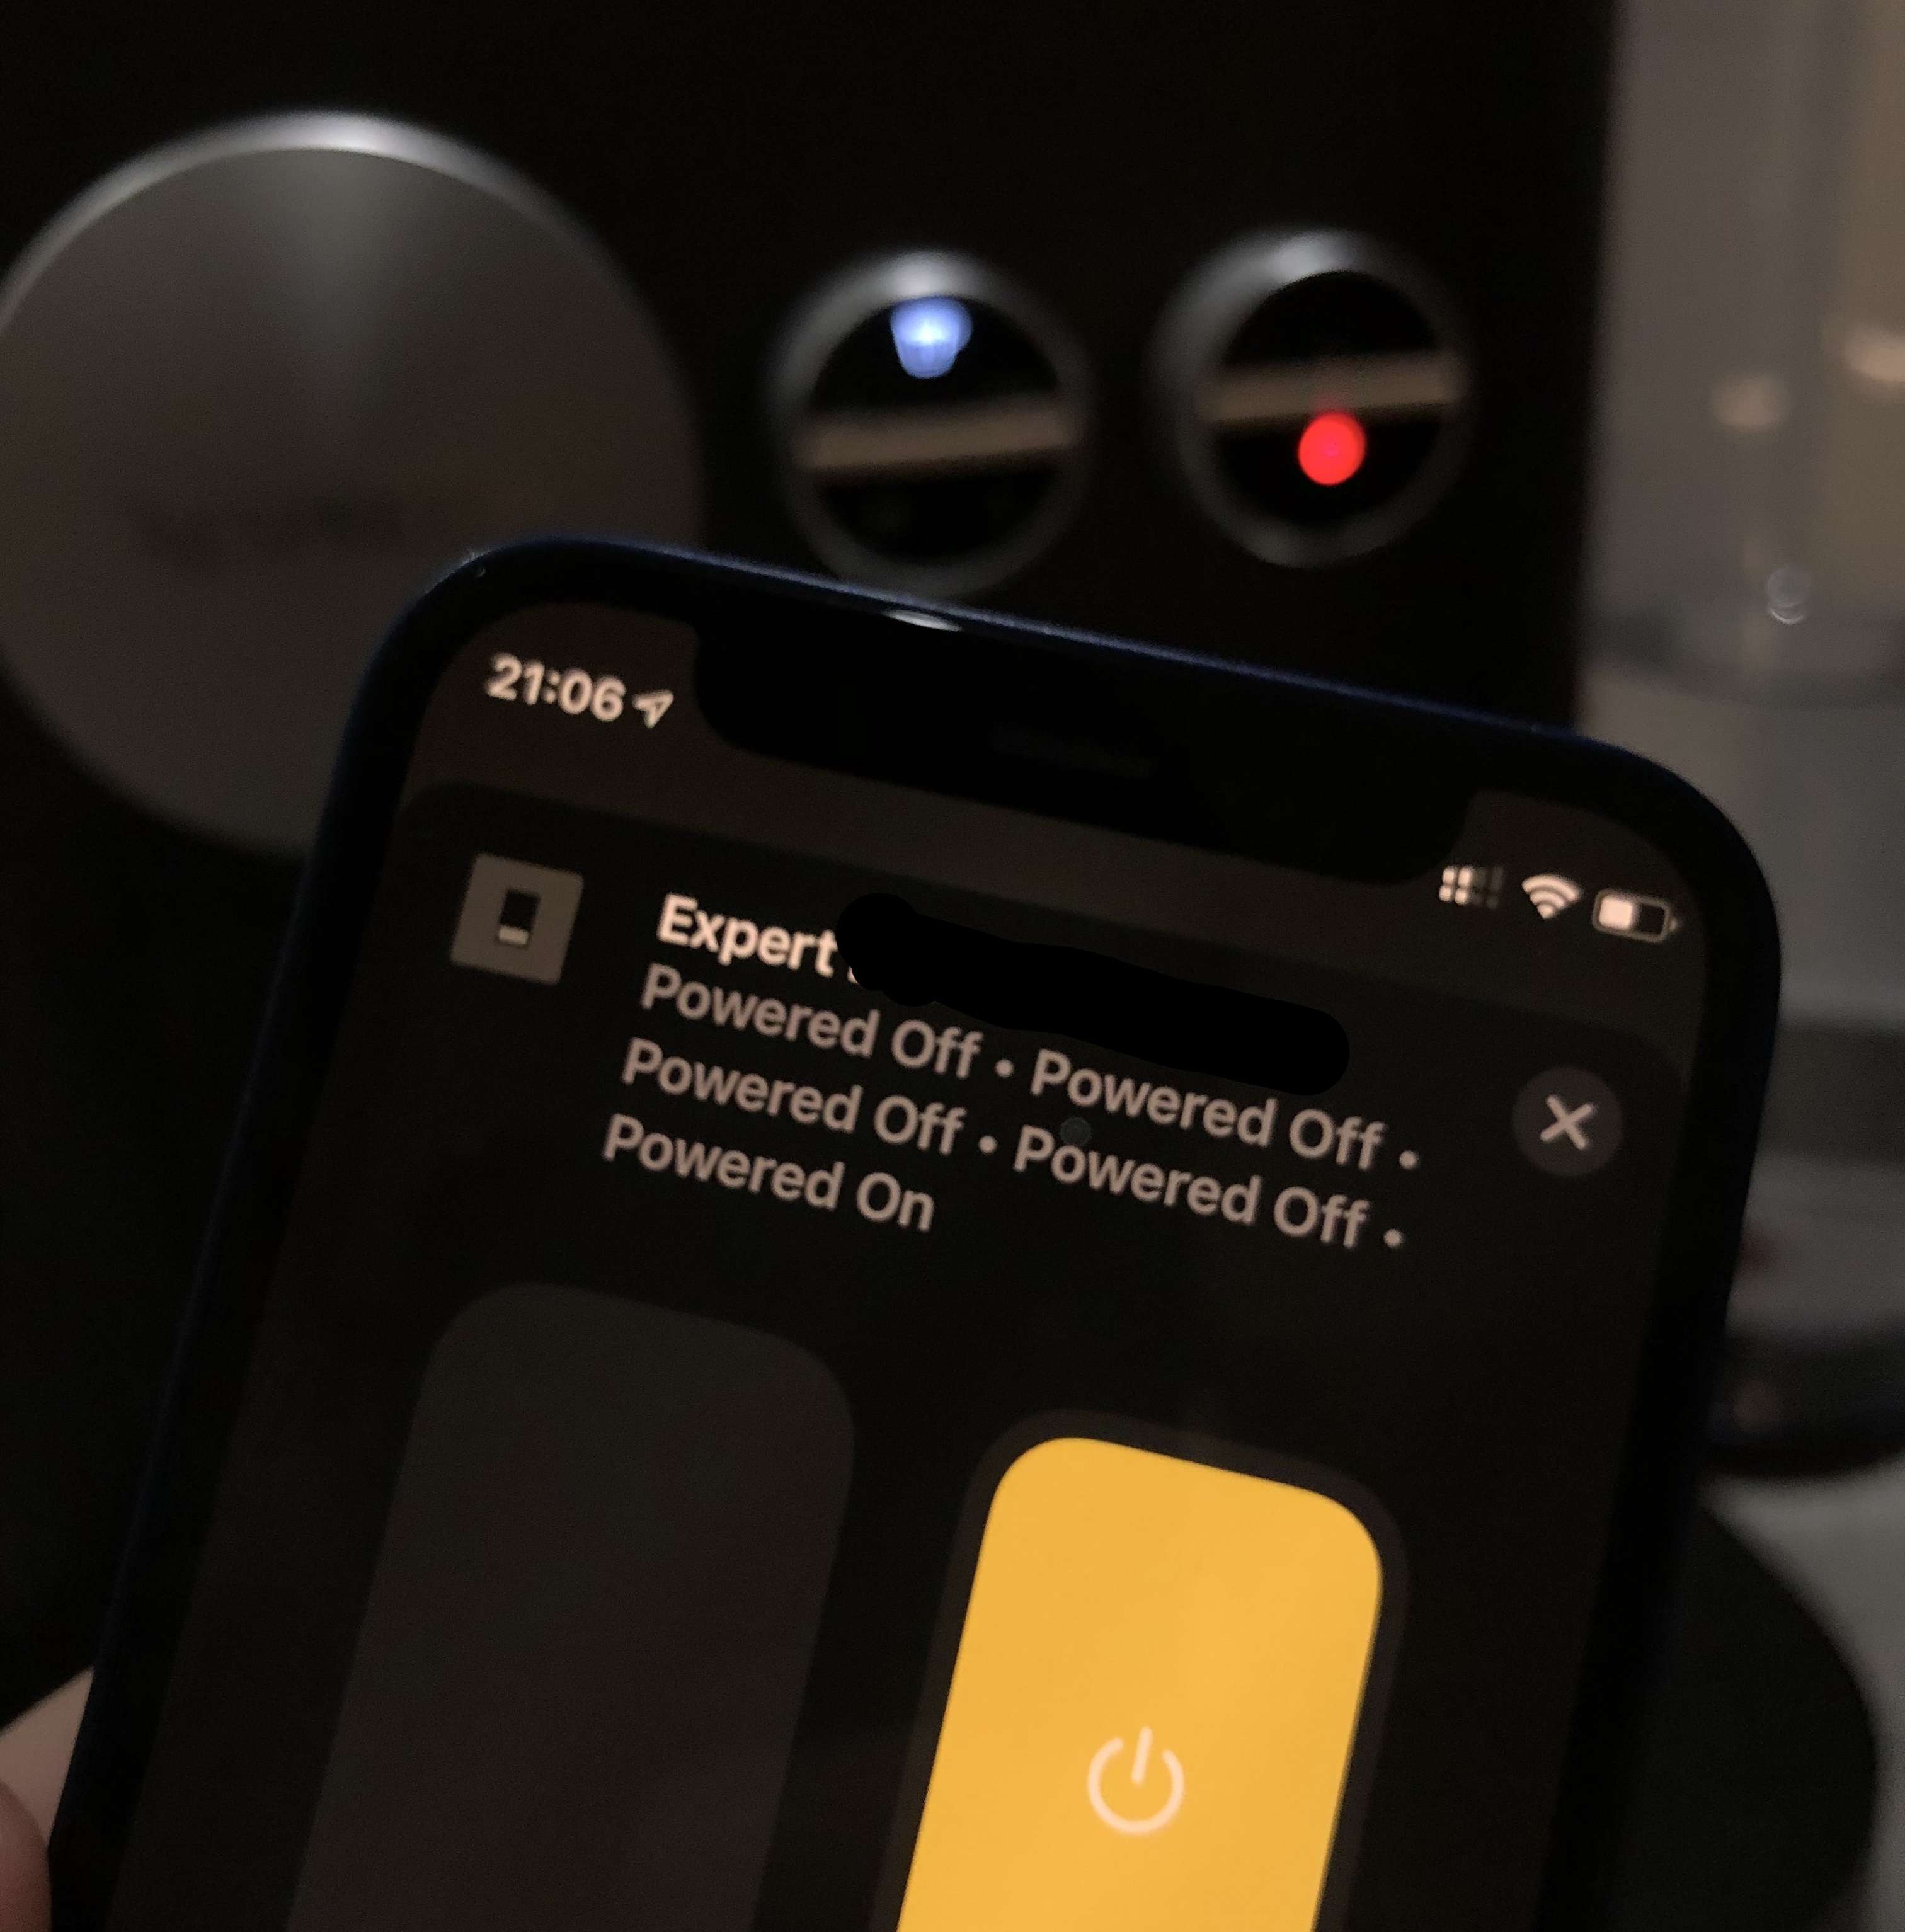 21:06
Expert
Powered Off • Powered Off •
Powered Off • Powered Off •
Powered On